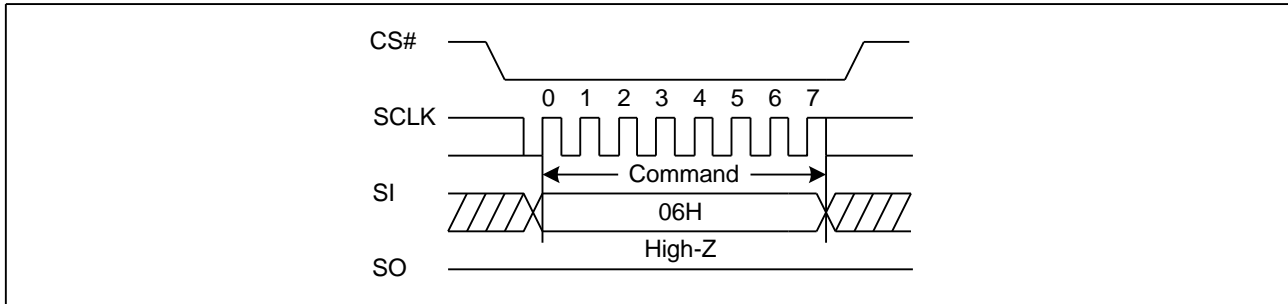 CS#
0 1 2 3 4 5 6 7
SCLK
Command
SI
06H
High-Z
SO